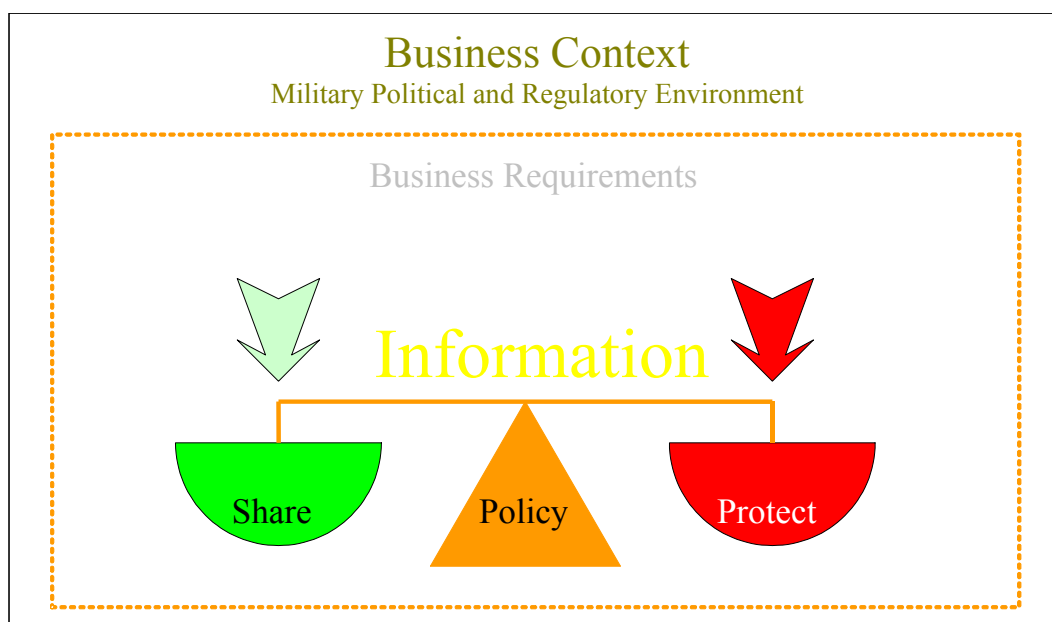 Business Context
Military Political and Regulatory Environment
Business Requirements
Information
Share
Policy
Protect